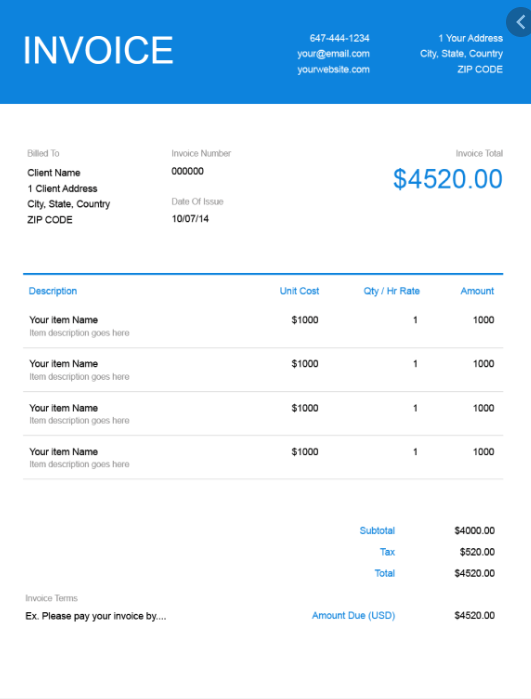 INVOICE
647-444-1234
your@email.com
yourwebsite.com
1 Your Address
City, State, Country
ZIP CODE
Billed To
Client Name
1 Client Address
City, State, Country
ZIP CODE
Invoice Number
000000
Date Of Issue
10/07/14
Invoice Total
$4520.00
Description Unit Cost Qty / Hr Rate Amount
Your item Name $1000 1 1000
Item description goes here
Your item Name $1000 1 1000
Item description goes here
Your item Name $1000 1 1000
Item description goes here
Your item Name $1000 1 1000
Item description goes here
Subtotal $4000.00
Tax $520.00
Total $4520.00
Invoice Terms
Ex. Please pay your invoice by....
Amount Due (USD) $4520.00